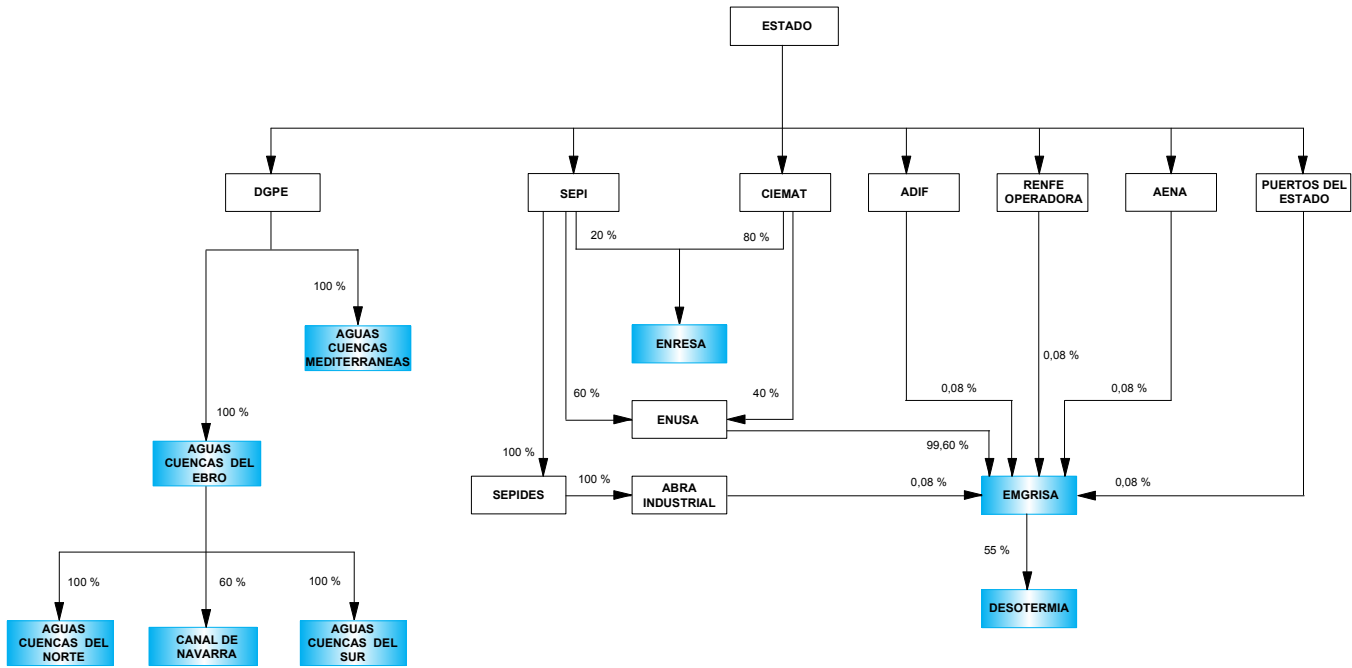 ESTADO
DGPE
SEPI
CIEMAT
ADIF
RENFE
OPERADORA
AENA
PUERTOS DEL
ESTADO
20 %
80 %
100 %
AGUAS
CUENCAS
MEDITERRANEAS
ENRESA
0,08 %
60 %
40 %
0,08 %
0,08 %
100 %
ENUSA
AGUAS
CUENCAS DEL
EBRO
100 %
99,60 %
SEPIDES
100 %
ABRA
INDUSTRIAL
0,08 %
EMGRISA
0,08 %
55 %
100 %
60 %
100 %
DESOTERMIA
AGUAS
CUENCAS DEL
NORTE
CANAL DE
NAVARRA
AGUAS
CUENCAS DEL
SUR